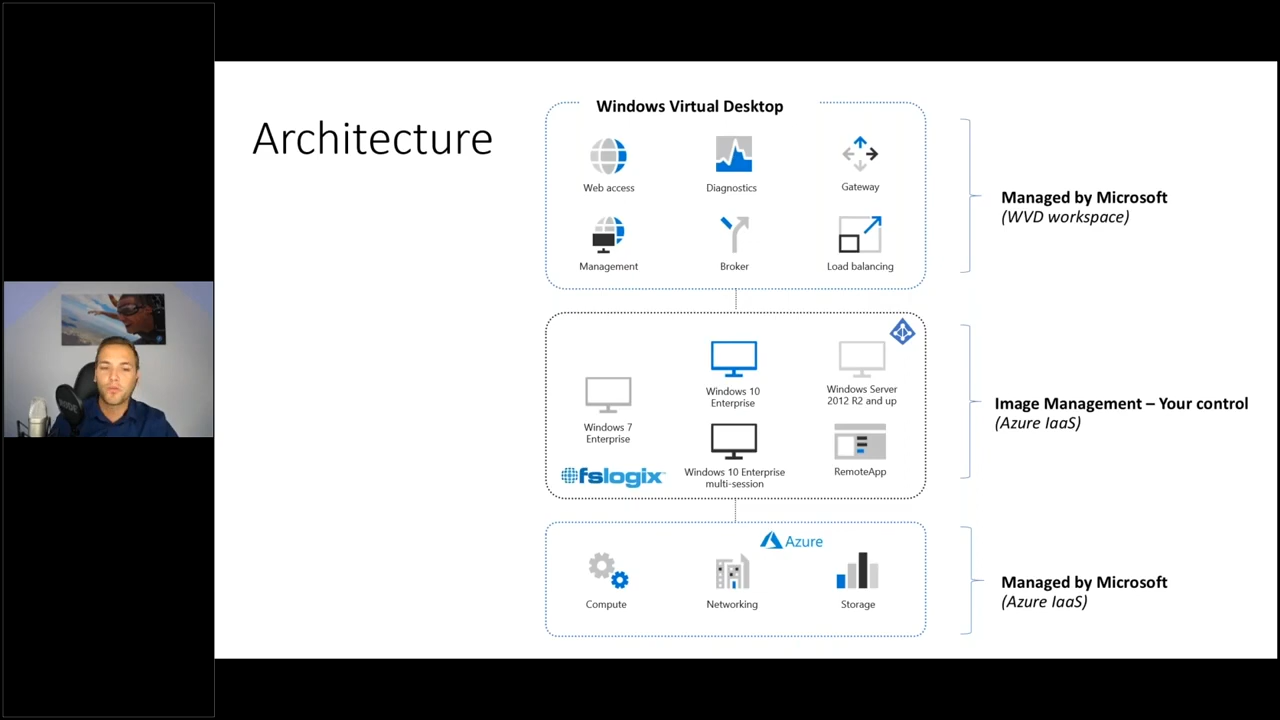 Architecture
Windows Virtual Desktop
Web access
Diagnostics
Gateway
Management
Broker
Load balancing
Managed by Microsoft
(WVD workspace)
Windows 7
Enterprise
Windows 10
Enterprise
Windows Server
2012 R2 and up
fslogix
Windows 10 Enterprise
multi-session
RemoteApp
Image Management – Your control
(Azure IaaS)
Azure
Compute
Networking
Storage
Managed by Microsoft
(Azure IaaS)
RODE